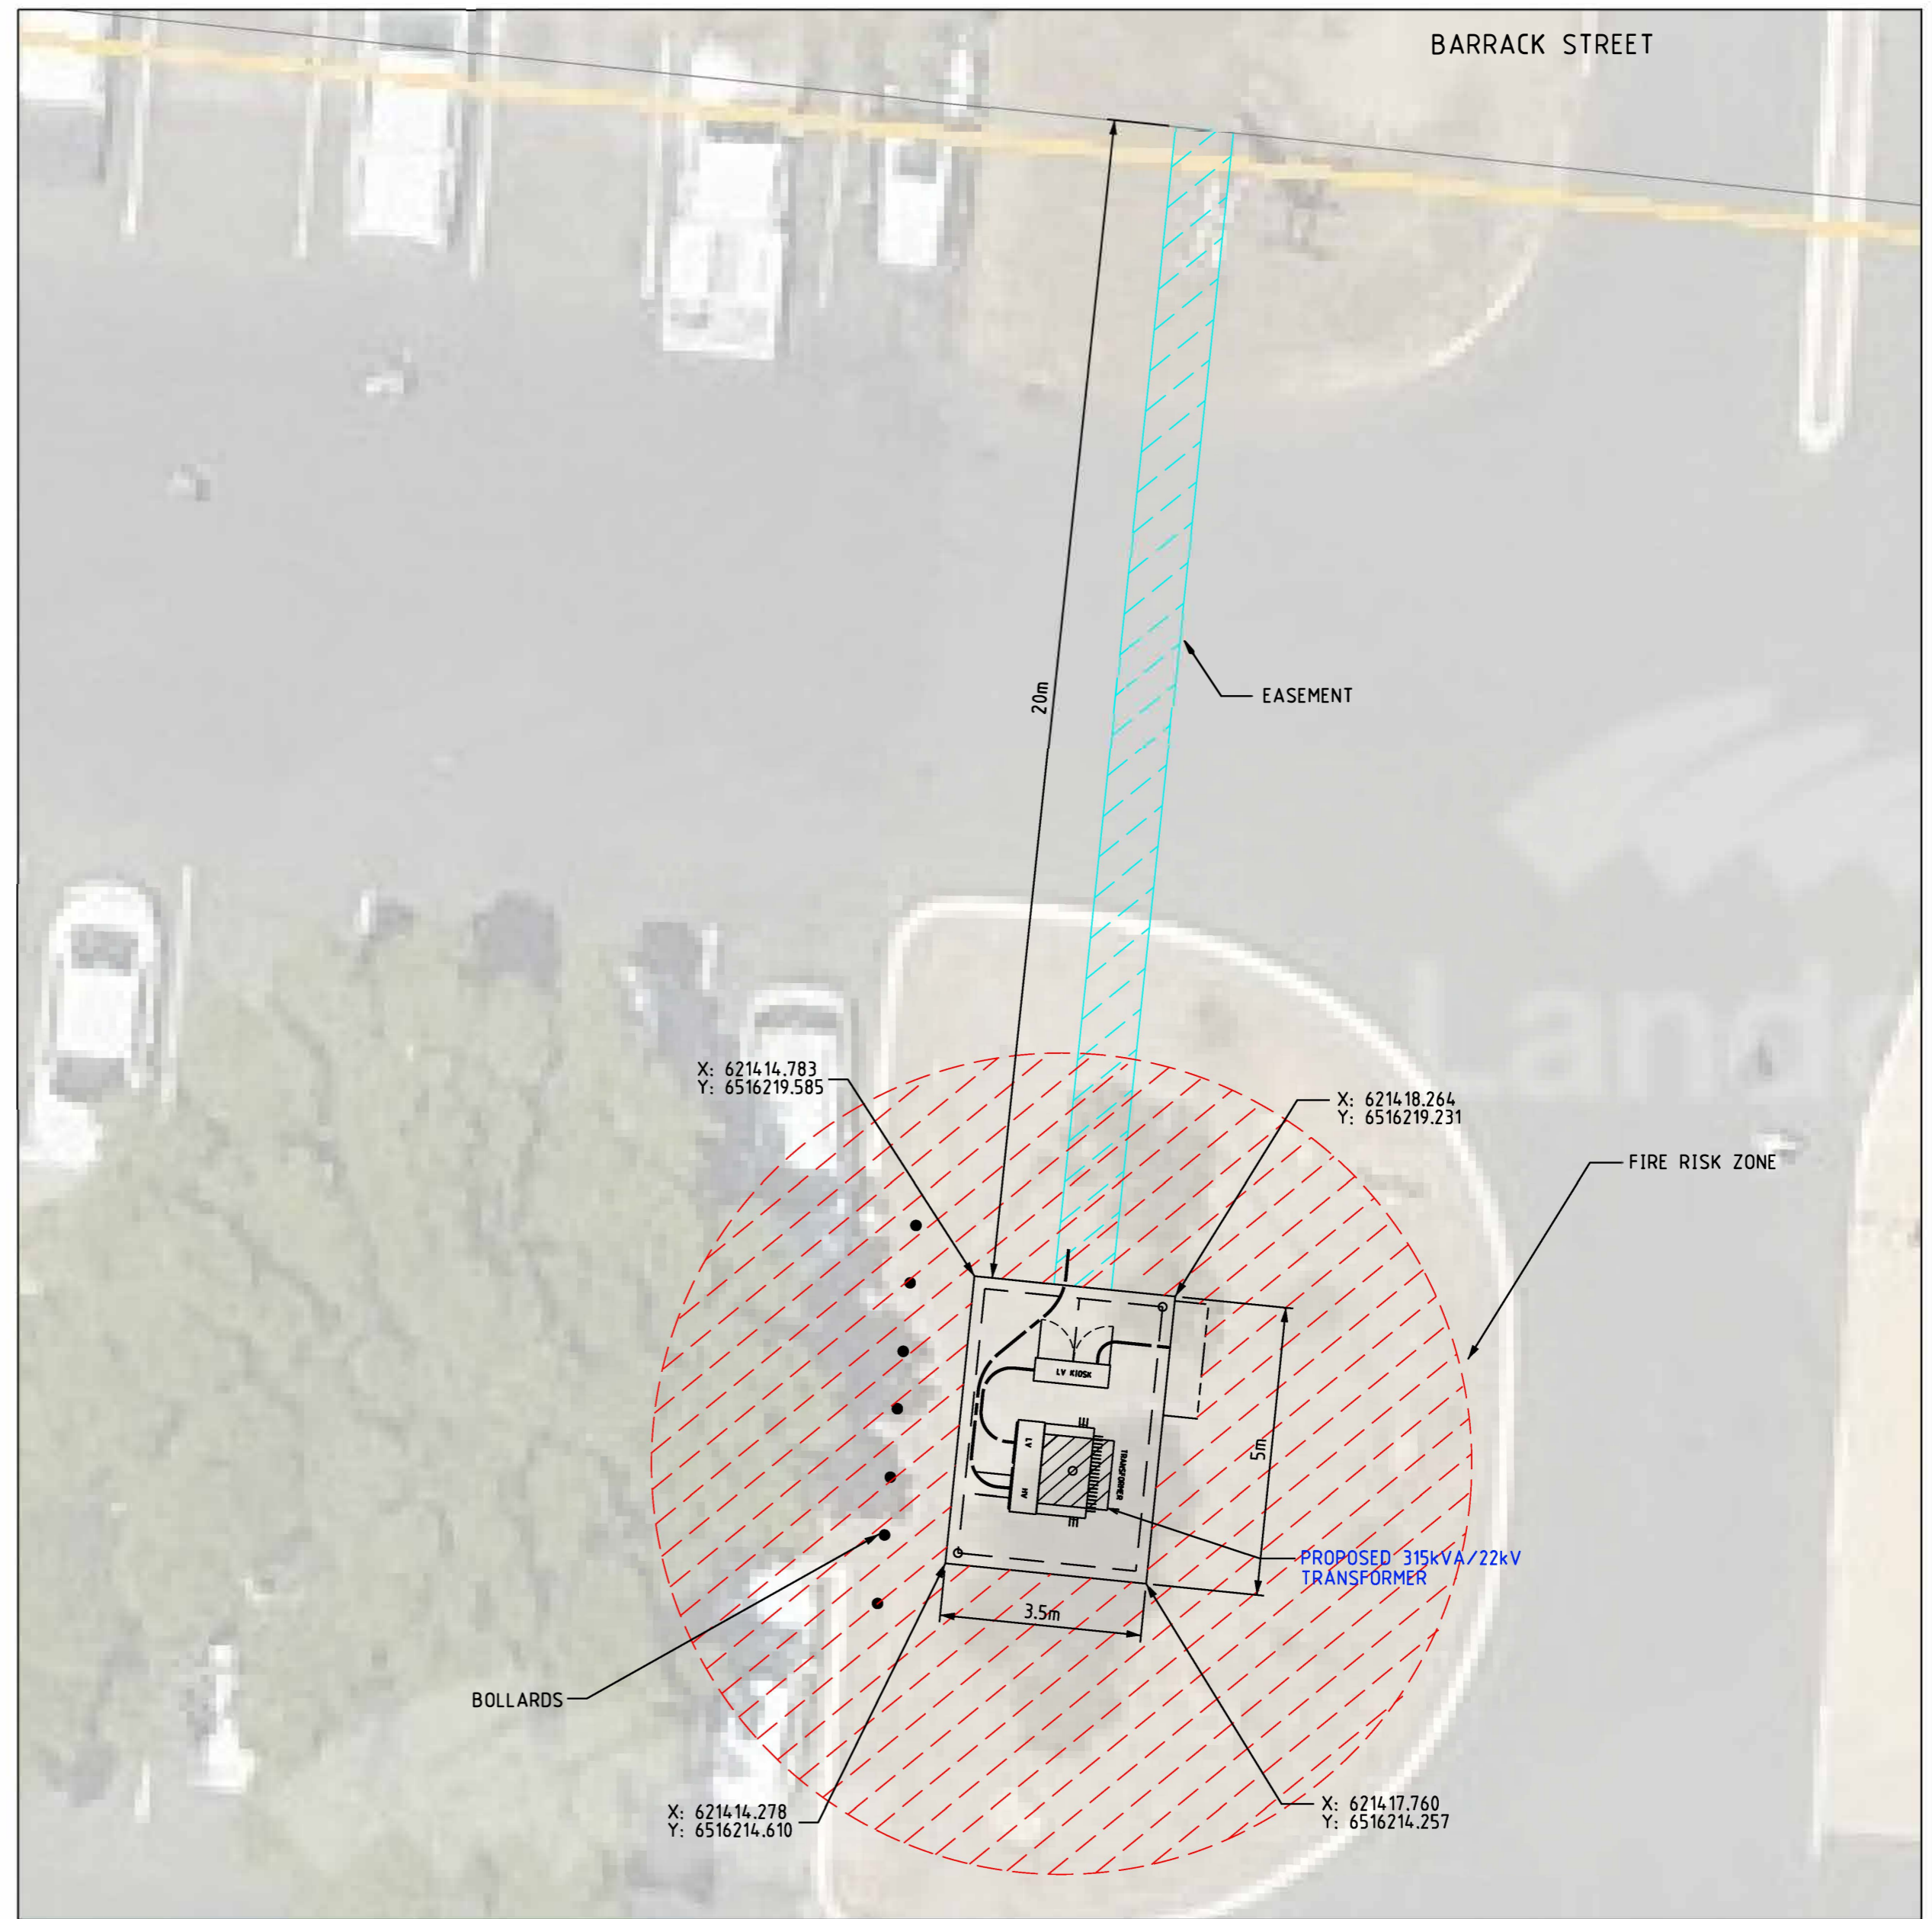 BARRACK STREET
20m
EASEMENT
Land
X: 621414.783
Y: 6516219.585
X: 621418.264
Y: 6516219.231
FIRE RISK ZONE
LV KIOSK
LV
HV
TRANSFORMER
5m
PROPOSED 315kVA/22kV
TRANSFORMER
3.5m
BOLLARDS
X: 621414.278
Y: 6516214.610
X: 621417.760
Y: 6516214.257